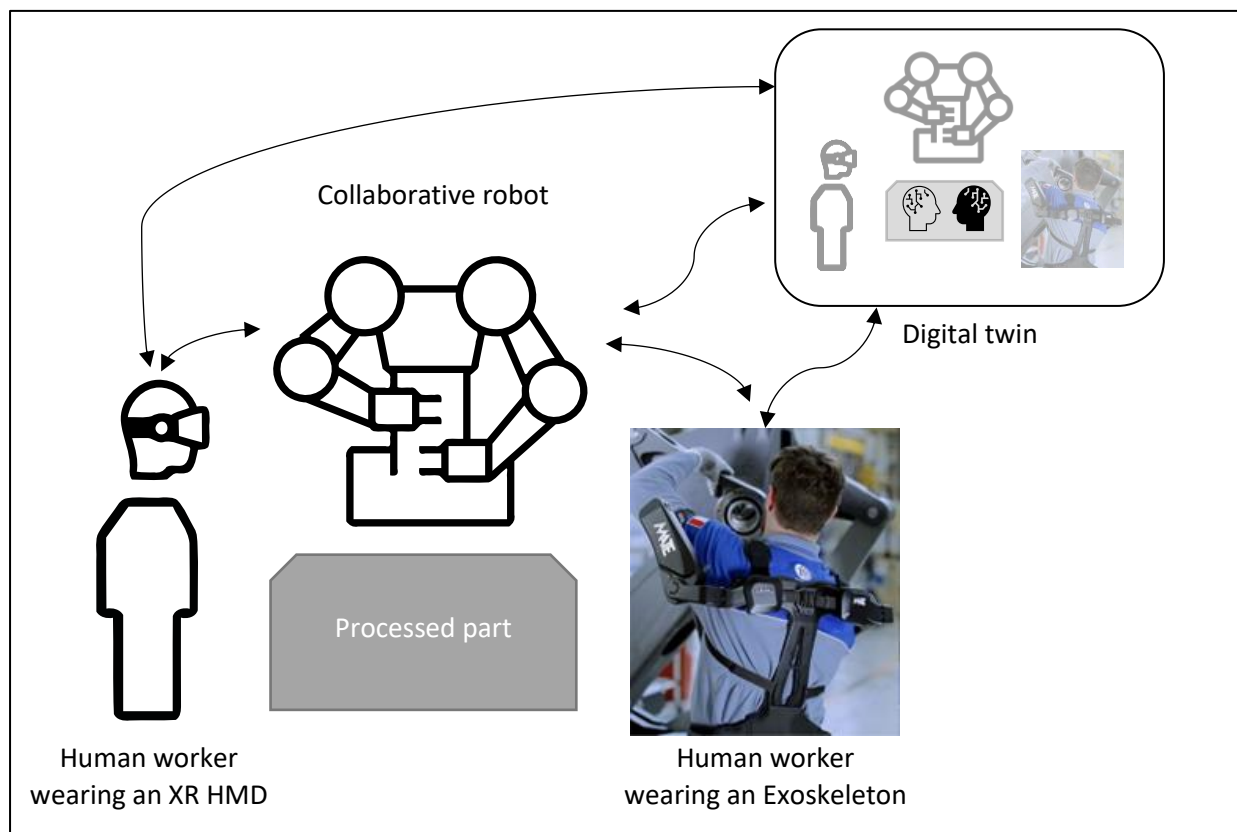 Collaborative robot
Digital twin
Processed part
Human worker
wearing an XR HMD
Human worker
wearing an Exoskeleton